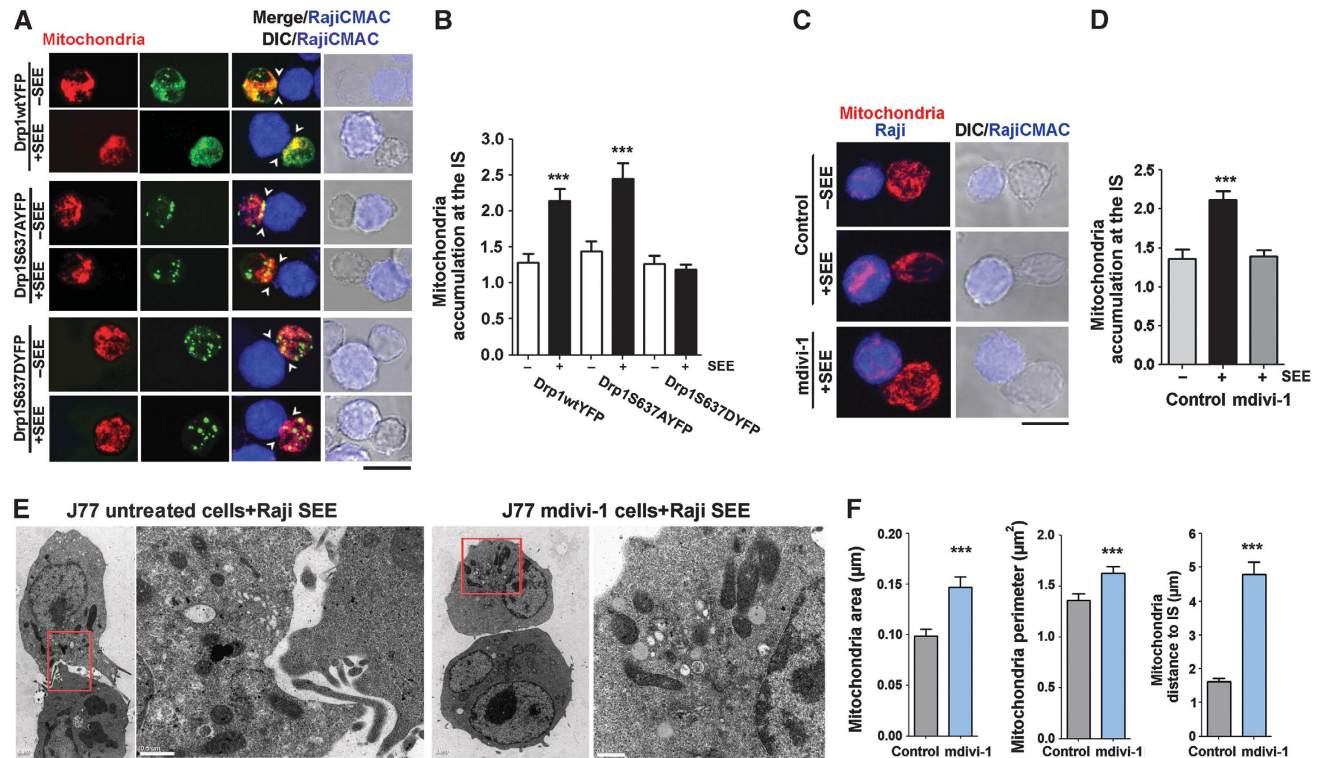 A
Mitochondria
Merge/RajiCMAC
DIC/RajiCMAC
Drp1wtYFP
–SEE
+SEE
Drp1S637AYFP
–SEE
+SEE
Drp1S637DYFP
–SEE
+SEE
B
Mitochondria
accumulation at the IS
3.0
2.5
2.0
1.5
1.0
0.5
0.0
***
***
– + – + – + SEE
Drp1wtYFP
Drp1S637AYFP
Drp1S637DYFP
C
Mitochondria
Raji
DIC/RajiCMAC
Control
–SEE
+SEE
mdivi-1
+SEE
D
Mitochondria
accumulation at the IS
2.5
2.0
1.5
1.0
0.5
0.0
***
– + + SEE
Control mdivi-1
E
J77 untreated cells+Raji SEE
J77 mdivi-1 cells+Raji SEE
F
Mitochondria area (µm)
0.20
0.15
0.10
0.05
0.00
***
Control mdivi-1
Mitochondria perimeter (µm²)
2.0
1.5
1.0
0.5
0.0
***
Control mdivi-1
Mitochondria
distance to IS (µm)
6
5
4
3
2
1
0
***
Control mdivi-1